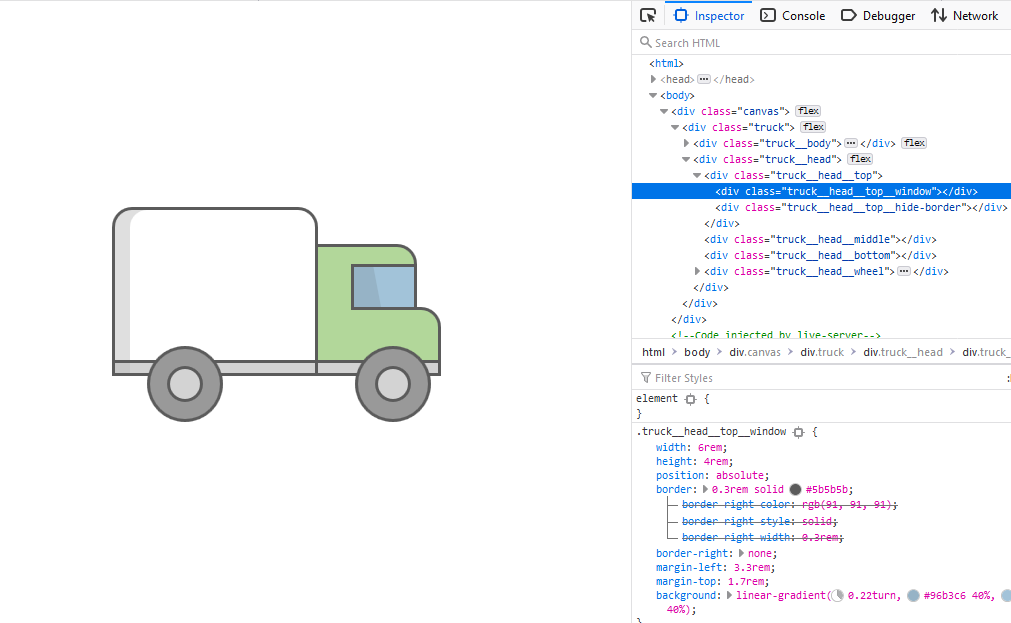 Inspector Console Debugger Network
Search HTML
<html>
<head> ••• </head>
<body>
<div class="canvas"> flex
<div class="truck"> flex
<div class="truck__body"> ••• </div> flex
<div class="truck__head"> flex
<div class="truck__head__top">
<div class="truck__head__top__window"></div>
<div class="truck__head__top__hide-border"></div>
</div>
<div class="truck__head__middle"></div>
<div class="truck__head__bottom"></div>
<div class="truck__head__wheel"> ••• </div>
</div>
</div>
</div>
<!--Code injected by live-server-->
html > body > div.canvas > div.truck > div.truck__head > div.truck_
Filter Styles
element {
}
.truck__head__top__window {
width: 6rem;
height: 4rem;
position: absolute;
border: 0.3rem solid #5b5b5b;
border-right-color: rgb(91, 91, 91);
border-right-style: solid;
border-right-width: 0.3rem;
border-right: none;
margin-left: 3.3rem;
margin-top: 1.7rem;
background: linear-gradient( 0.22turn, #96b3c6 40%,
40%);